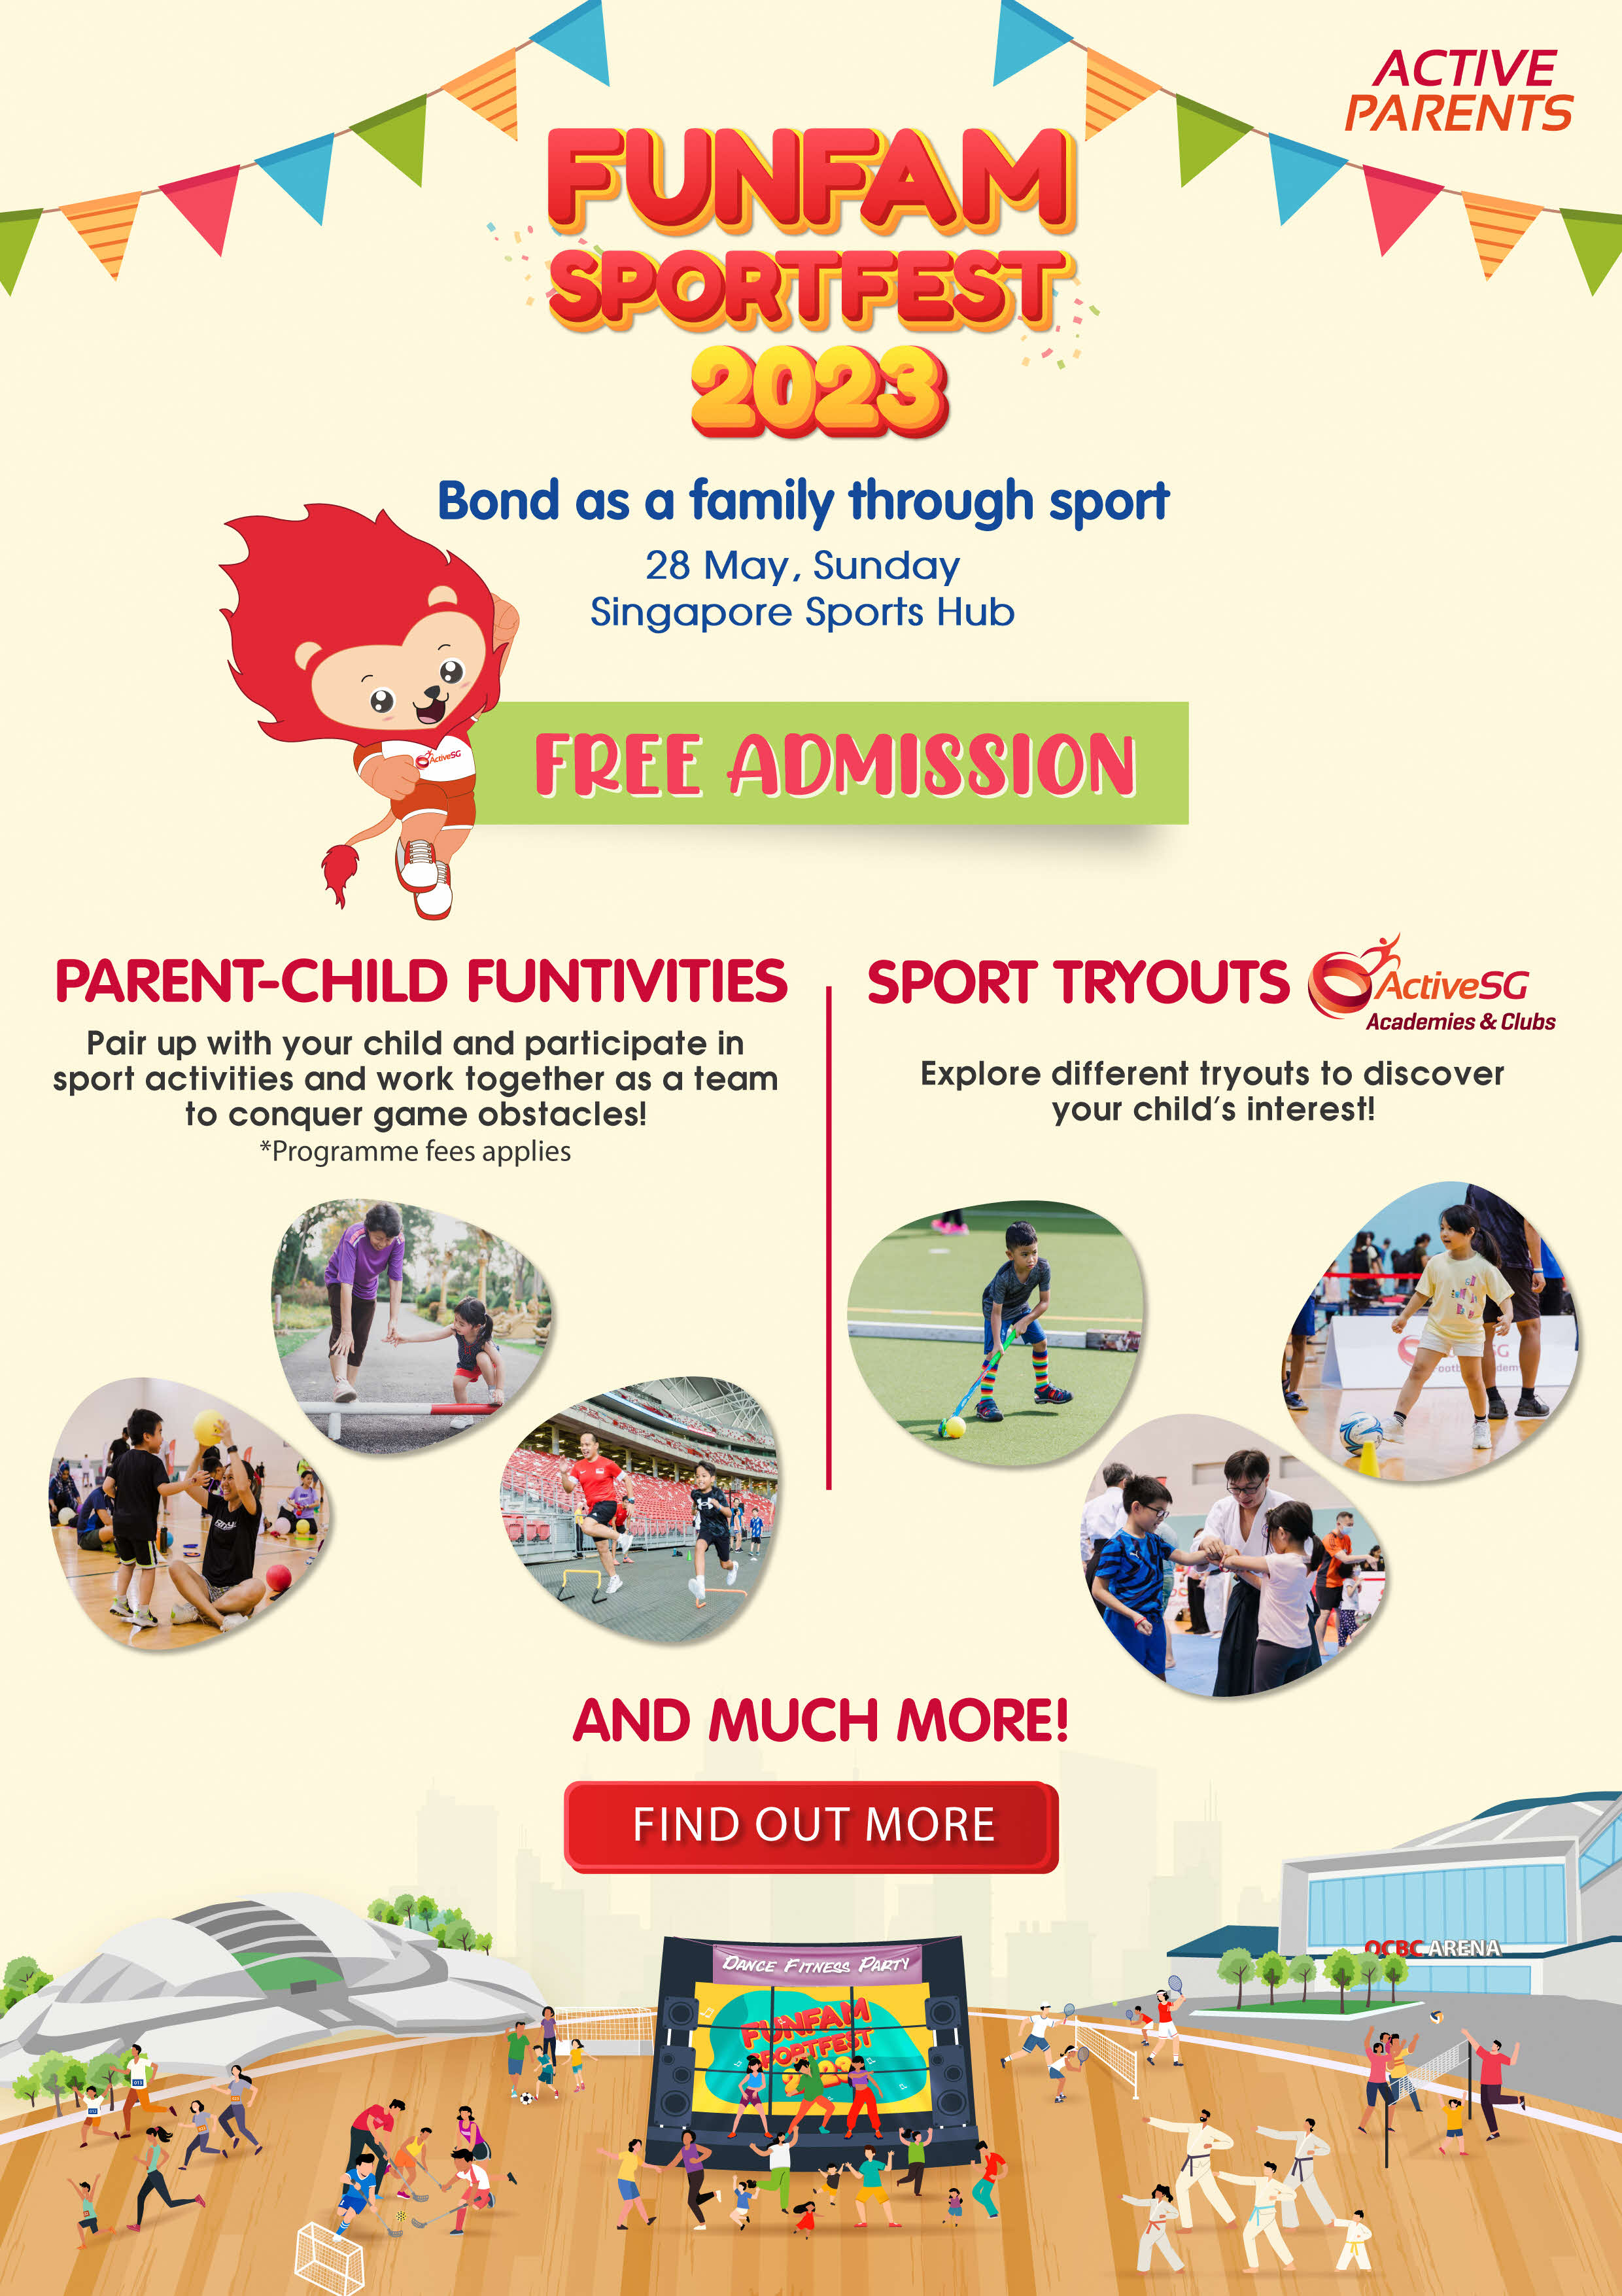 ACTIVE
PARENTS
FUNFAM
SPORTFEST
2023
Bond as a family through sport
28 May, Sunday
Singapore Sports Hub
ActiveSG
FREE ADMISSION
PARENT-CHILD FUNTIVITIES
Pair up with your child and participate in
sport activities and work together as a team
to conquer game obstacles!
*Programme fees applies
SPORT TRYOUTS
ActiveSG
Academies & Clubs
Explore different tryouts to discover
your child's interest!
AND MUCH MORE!
FIND OUT MORE
OCBC ARENA
DANCE FITNESS PARTY
FUNFAM
SPORTFEST
2023